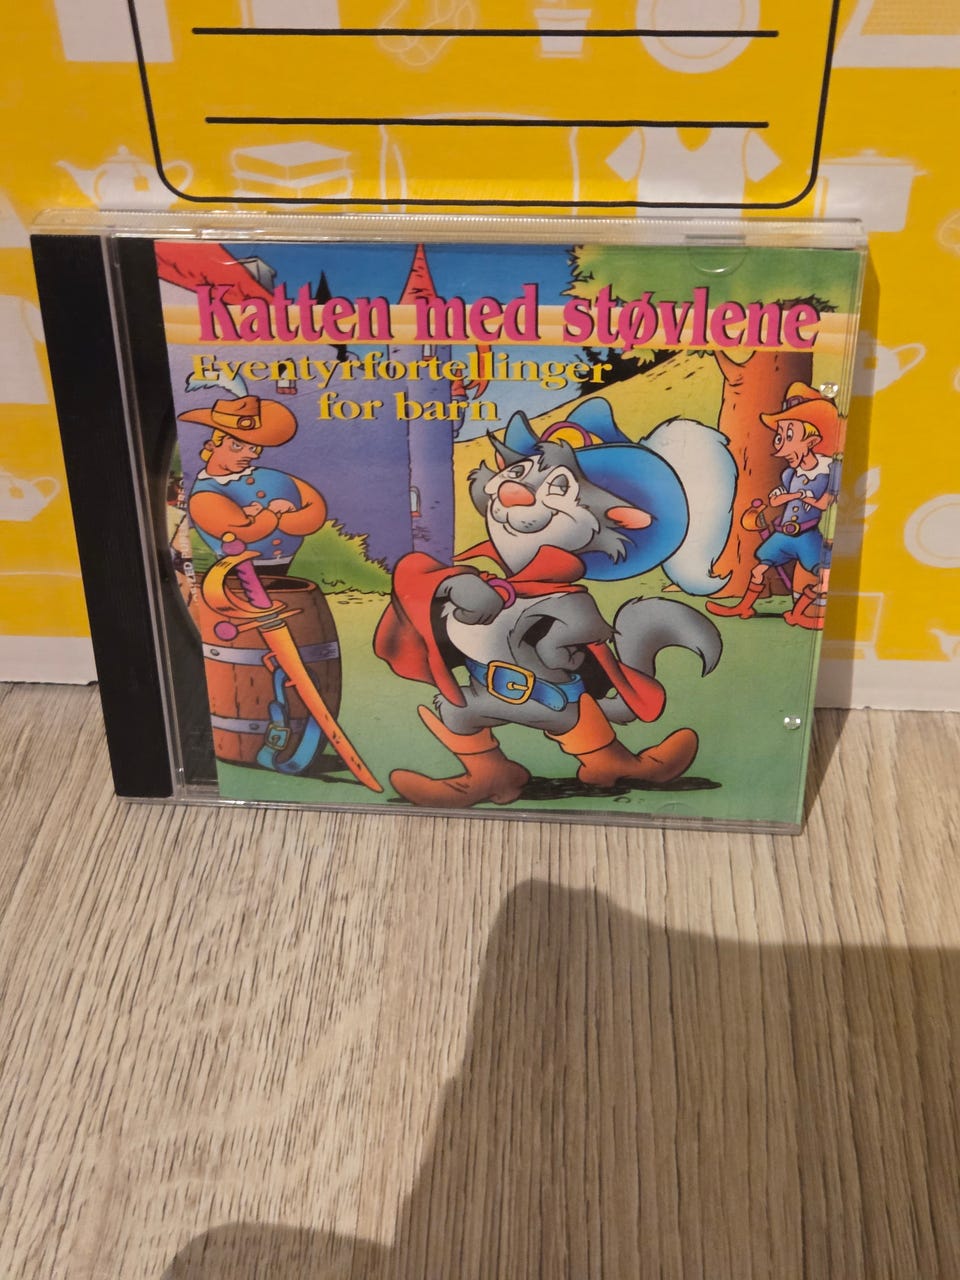 Katten med støvlene
Eventyrfortellinger
for barn